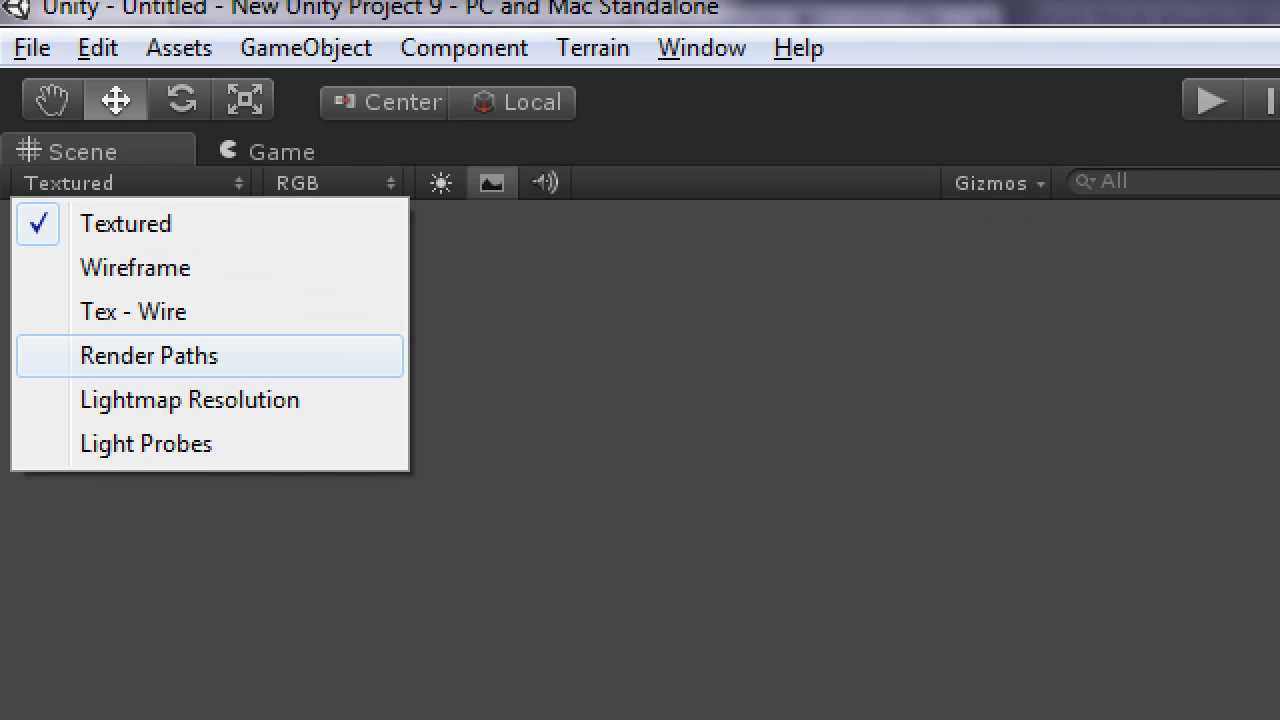 Unity - Untitled - New Unity Project 9 - PC and Mac Standalone
File Edit Assets GameObject Component Terrain Window Help
Center Local
Scene Game
Textured RGB Gizmos All
Textured
Wireframe
Tex - Wire
Render Paths
Lightmap Resolution
Light Probes